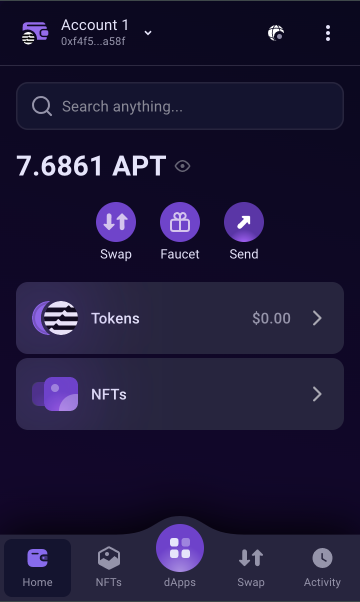 Account 1
0xf4f5...a58f
Search anything...
7.6861 APT
Swap
Faucet
Send
Tokens
$0.00
NFTs
Home
NFTs
dApps
Swap
Activity